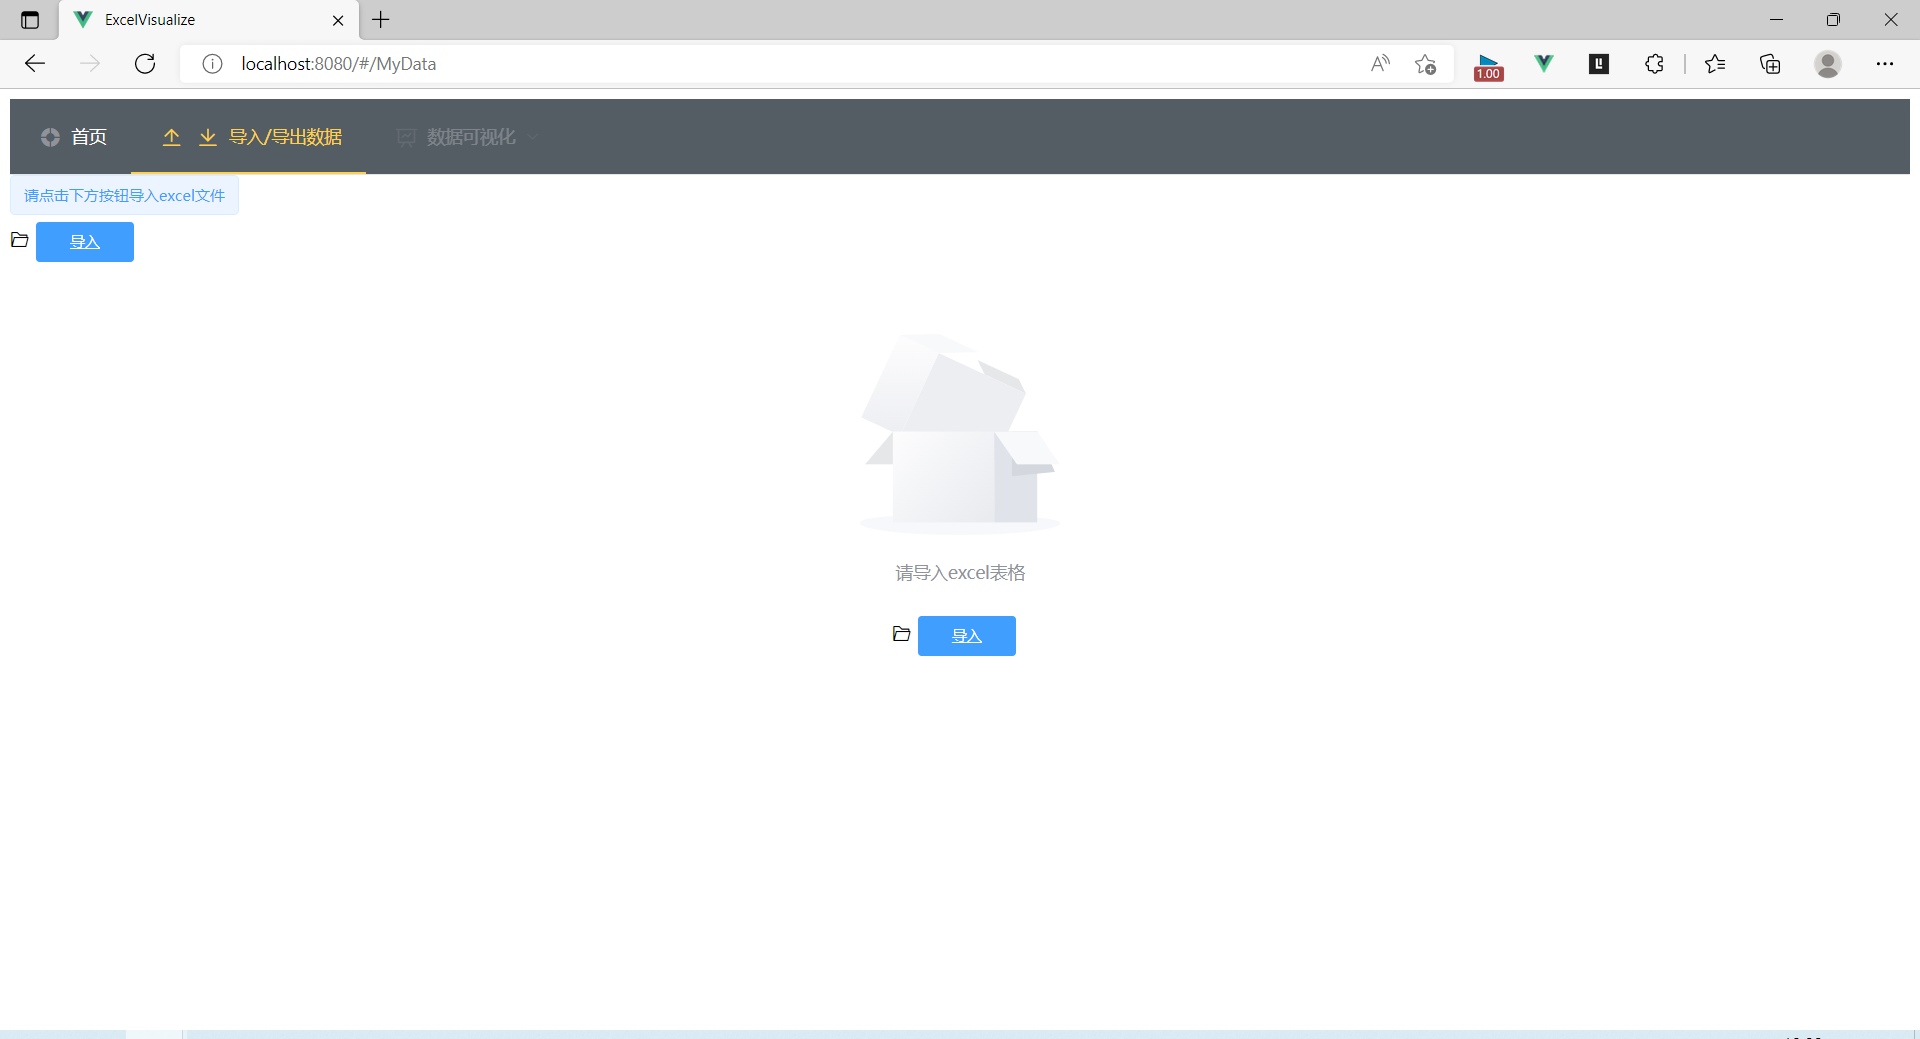 ExcelVisualize
localhost:8080/#/MyData
1.00
首页
导入/导出数据
数据可视化
请点击下方按钮导入excel文件
导入
请导入excel表格
导入